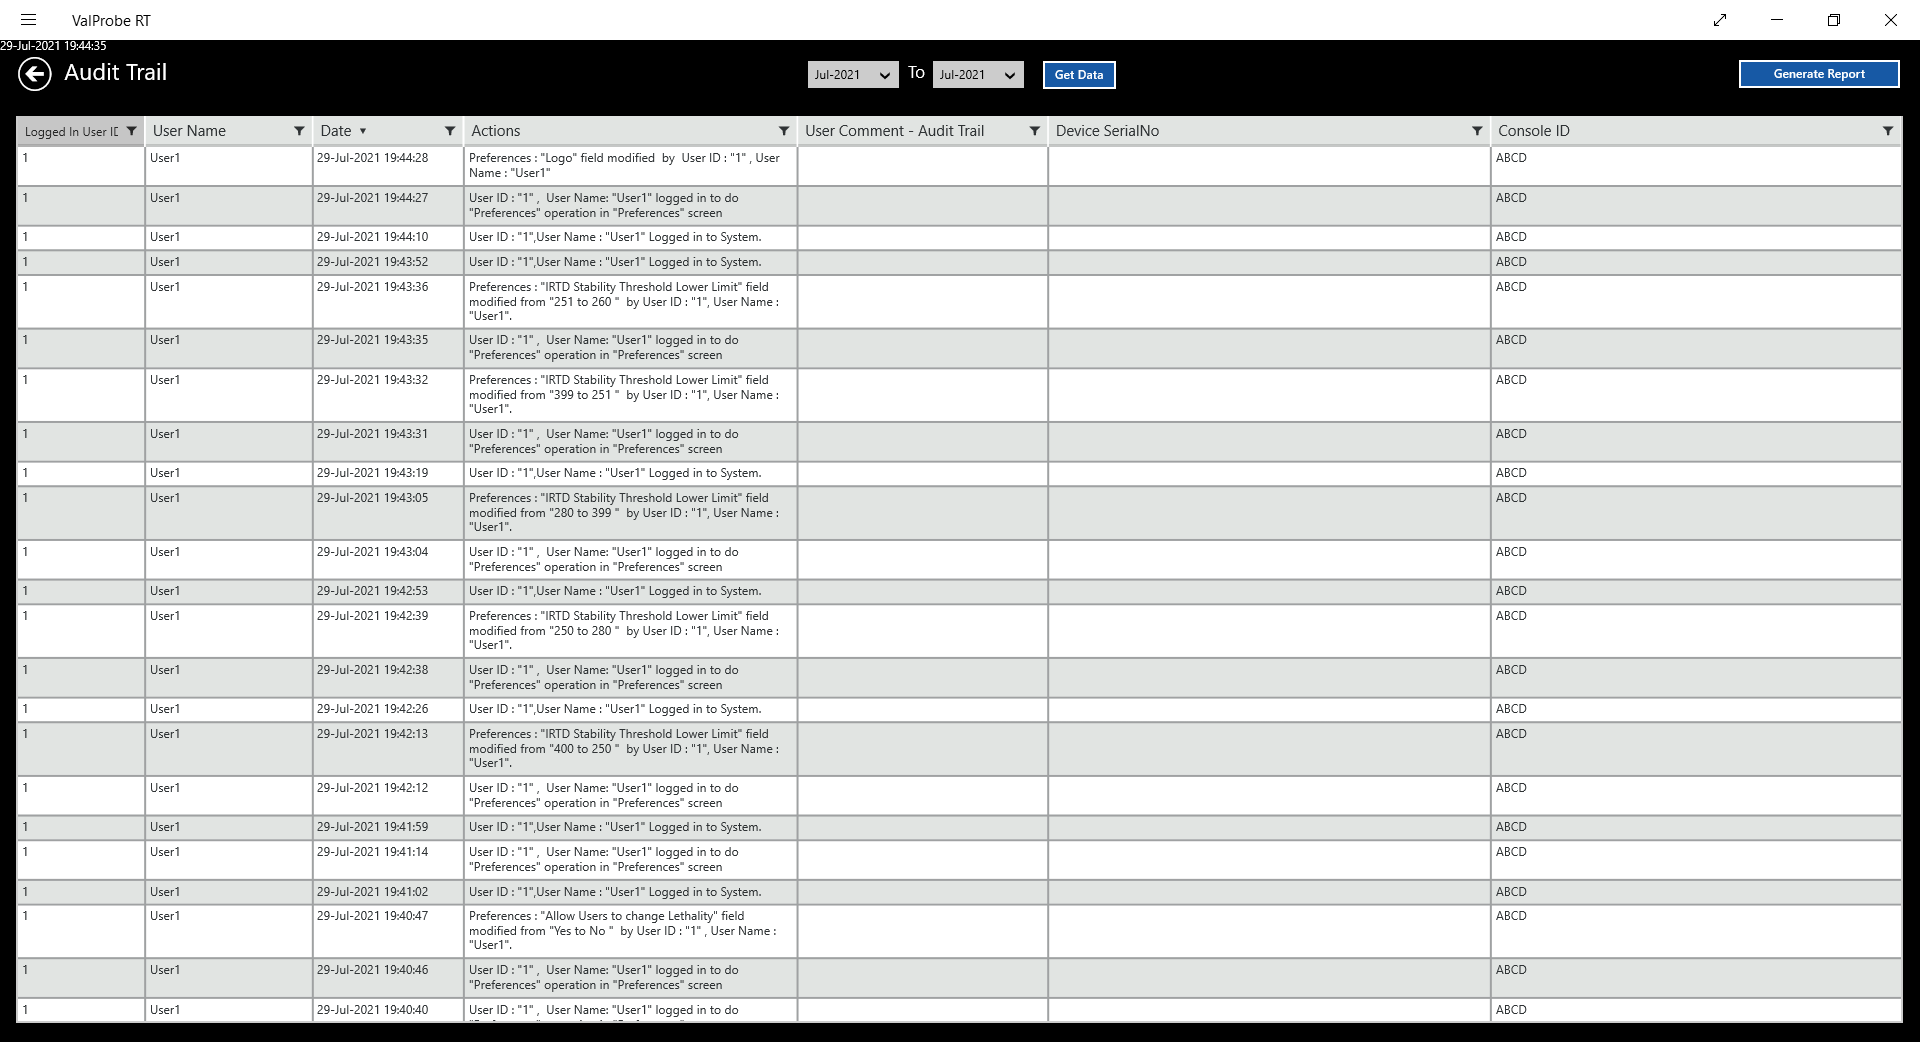 ValProbe RT
29-Jul-2021 19:44:35
Audit Trail
Jul-2021 To Jul-2021 Get Data
Generate Report
Logged In User User Name Date Actions User Comment - Audit Trail Device SerialNo Console ID
1 User1 29-Jul-2021 19:44:28 Preferences : "Logo" field modified  by  User ID : "1" , User ABCD
Name : "User1"
1 User1 29-Jul-2021 19:44:27 User ID : "1" ,  User Name: "User1" logged in to do ABCD
"Preferences" operation in "Preferences" screen
1 User1 29-Jul-2021 19:44:10 User ID : "1",User Name : "User1" Logged in to System. ABCD
1 User1 29-Jul-2021 19:43:52 User ID : "1",User Name : "User1" Logged in to System. ABCD
1 User1 29-Jul-2021 19:43:36 Preferences : "IRTD Stability Threshold Lower Limit" field ABCD
modified from "251 to 260 "  by User ID : "1", User Name :
"User1".
1 User1 29-Jul-2021 19:43:35 User ID : "1" ,  User Name: "User1" logged in to do ABCD
"Preferences" operation in "Preferences" screen
1 User1 29-Jul-2021 19:43:32 Preferences : "IRTD Stability Threshold Lower Limit" field ABCD
modified from "399 to 251 "  by User ID : "1", User Name :
"User1".
1 User1 29-Jul-2021 19:43:31 User ID : "1" ,  User Name: "User1" logged in to do ABCD
"Preferences" operation in "Preferences" screen
1 User1 29-Jul-2021 19:43:19 User ID : "1",User Name : "User1" Logged in to System. ABCD
1 User1 29-Jul-2021 19:43:05 Preferences : "IRTD Stability Threshold Lower Limit" field ABCD
modified from "280 to 399 "  by User ID : "1", User Name :
"User1".
1 User1 29-Jul-2021 19:43:04 User ID : "1" ,  User Name: "User1" logged in to do ABCD
"Preferences" operation in "Preferences" screen
1 User1 29-Jul-2021 19:42:53 User ID : "1",User Name : "User1" Logged in to System. ABCD
1 User1 29-Jul-2021 19:42:39 Preferences : "IRTD Stability Threshold Lower Limit" field ABCD
modified from "250 to 280 "  by User ID : "1", User Name :
"User1".
1 User1 29-Jul-2021 19:42:38 User ID : "1" ,  User Name: "User1" logged in to do ABCD
"Preferences" operation in "Preferences" screen
1 User1 29-Jul-2021 19:42:26 User ID : "1",User Name : "User1" Logged in to System. ABCD
1 User1 29-Jul-2021 19:42:13 Preferences : "IRTD Stability Threshold Lower Limit" field ABCD
modified from "400 to 250 "  by User ID : "1", User Name :
"User1".
1 User1 29-Jul-2021 19:42:12 User ID : "1" ,  User Name: "User1" logged in to do ABCD
"Preferences" operation in "Preferences" screen
1 User1 29-Jul-2021 19:41:59 User ID : "1",User Name : "User1" Logged in to System. ABCD
1 User1 29-Jul-2021 19:41:14 User ID : "1" ,  User Name: "User1" logged in to do ABCD
"Preferences" operation in "Preferences" screen
1 User1 29-Jul-2021 19:41:02 User ID : "1",User Name : "User1" Logged in to System. ABCD
1 User1 29-Jul-2021 19:40:47 Preferences : "Allow Users to change Lethality" field ABCD
modified from "Yes to No "  by User ID : "1" , User Name :
"User1".
1 User1 29-Jul-2021 19:40:46 User ID : "1" ,  User Name: "User1" logged in to do ABCD
"Preferences" operation in "Preferences" screen
1 User1 29-Jul-2021 19:40:40 User ID : "1" ,  User Name: "User1" logged in to do ABCD